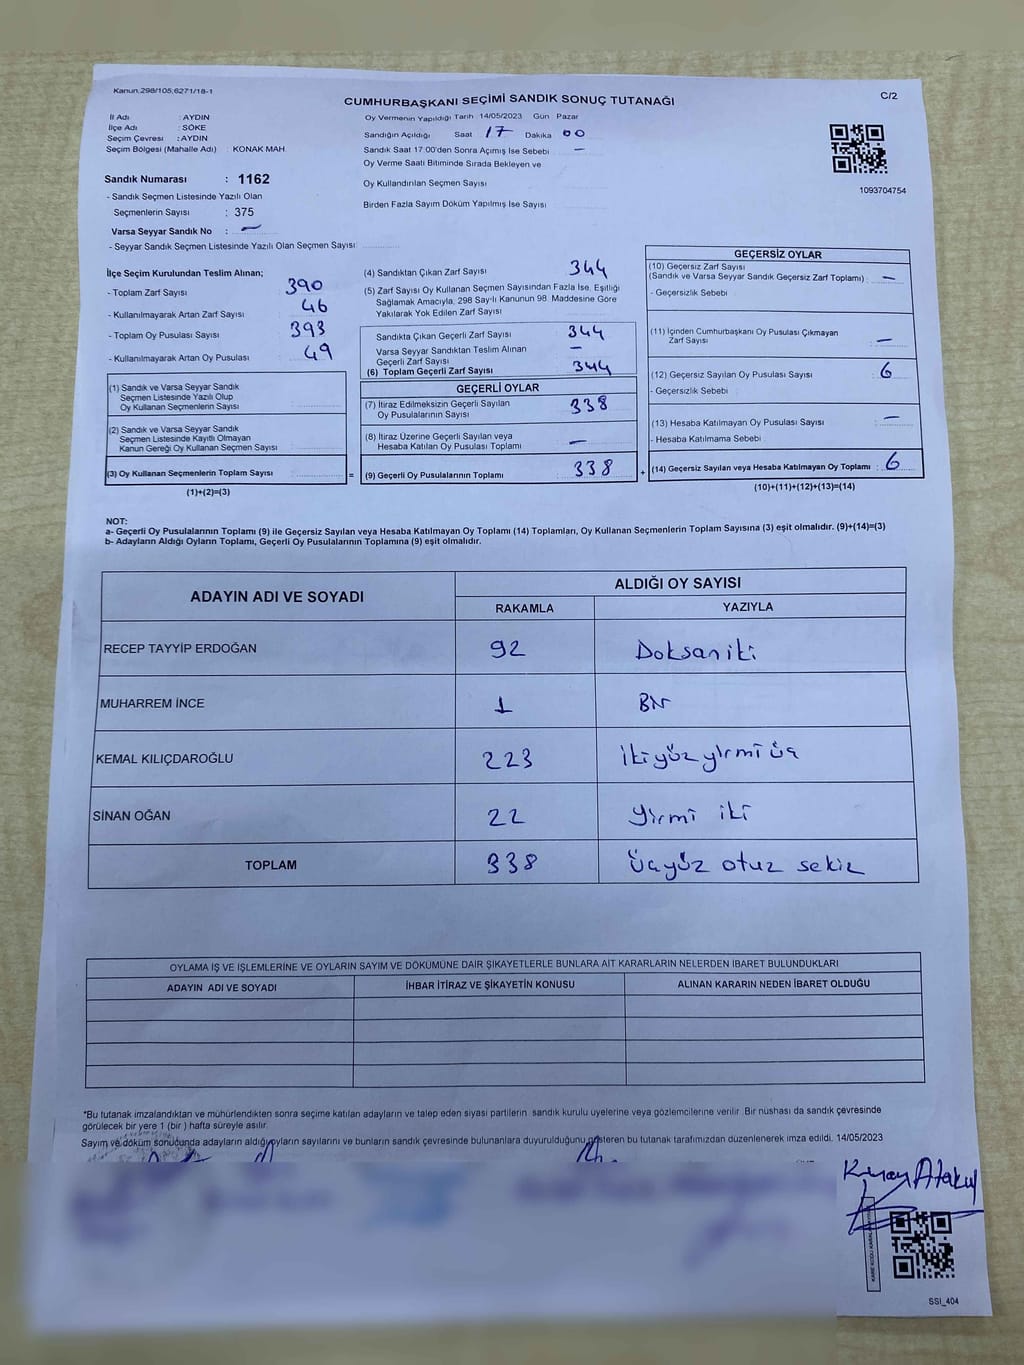 Kanun.298/105,6271/18-1
CUMHURBAŞKANI SEÇİMİ SANDIK SONUÇ TUTANAĞI
C/2
İl Adı : AYDIN
İlçe Adı : SÖKE
Seçim Çevresi : AYDIN
Seçim Bölgesi (Mahalle Adı) : KONAK MAH.
Oy Vermenin Yapıldığı Tarih 14/05/2023 Gün Pazar
Sandığın Açıldığı Saat 17 Dakika 00
Sandık Saat 17:00'den Sonra Açımış İse Sebebi —
Oy Verme Saati Bitiminde Sırada Bekleyen ve
Oy Kullandırılan Seçmen Sayısı
Birden Fazla Sayım Döküm Yapılmış İse Sayısı
1093704754
Sandık Numarası : 1162
- Sandık Seçmen Listesinde Yazılı Olan
Seçmenlerin Sayısı : 375
Varsa Seyyar Sandık No : —
- Seyyar Sandık Seçmen Listesinde Yazılı Olan Seçmen Sayısı
İlçe Seçim Kurulundan Teslim Alınan;
- Toplam Zarf Sayısı 390
- Kullanılmayarak Artan Zarf Sayısı 46
- Toplam Oy Pusulası Sayısı 393
- Kullanılmayarak Artan Oy Pusulası 49
(1) Sandık ve Varsa Seyyar Sandık
Seçmen Listesinde Yazılı Olup
Oy Kullanan Seçmenlerin Sayısı
(2) Sandık ve Varsa Seyyar Sandık
Seçmen Listesinde Kayıtlı Olmayan
Kanun Gereği Oy Kullanan Seçmen Sayısı
(3) Oy Kullanan Seçmenlerin Toplam Sayısı =
(1)+(2)=(3)
(4) Sandıktan Çıkan Zarf Sayısı 344
(5) Zarf Sayısı Oy Kullanan Seçmen Sayısından Fazla İse, Eşitliği
Sağlamak Amacıyla, 298 Sayılı Kanunun 98. Maddesine Göre
Yakılarak Yok Edilen Zarf Sayısı
Sandıkta Çıkan Geçerli Zarf Sayısı 344
Varsa Seyyar Sandıktan Teslim Alınan
Geçerli Zarf Sayısı —
(6) Toplam Geçerli Zarf Sayısı 344
GEÇERLİ OYLAR
(7) İtiraz Edilmeksizin Geçerli Sayılan
Oy Pusulalarının Sayısı 338
(8) İtiraz Üzerine Geçerli Sayılan veya
Hesaba Katılan Oy Pusulası Toplamı —
(9) Geçerli Oy Pusulalarının Toplamı 338 +
GEÇERSİZ OYLAR
(10) Geçersiz Zarf Sayısı
(Sandık ve Varsa Seyyar Sandık Geçersiz Zarf Toplamı) : —
- Geçersizlik Sebebi
(11) İçinden Cumhurbaşkanı Oy Pusulası Çıkmayan
Zarf Sayısı : —
(12) Geçersiz Sayılan Oy Pusulası Sayısı : 6
- Geçersizlik Sebebi
(13) Hesaba Katılmayan Oy Pusulası Sayısı : —
- Hesaba Katılmama Sebebi
(14) Geçersiz Sayılan veya Hesaba Katılmayan Oy Toplamı : 6
(10)+(11)+(12)+(13)=(14)
NOT:
a- Geçerli Oy Pusulalarının Toplamı (9) ile Geçersiz Sayılan veya Hesaba Katılmayan Oy Toplamı (14) Toplamları, Oy Kullanan Seçmenlerin Toplam Sayısına (3) eşit olmalıdır. (9)+(14)=(3)
b- Adayların Aldığı Oyların Toplamı, Geçerli Oy Pusulalarının Toplamına (9) eşit olmalıdır.
ADAYIN ADI VE SOYADI
ALDIĞI OY SAYISI
RAKAMLA YAZIYLA
RECEP TAYYİP ERDOĞAN 92 Doksan iki
MUHARREM İNCE 1 Bir
KEMAL KILIÇDAROĞLU 223 İkiyüz yirmi üç
SİNAN OĞAN 22 Yirmi iki
TOPLAM 338 Üçyüz otuz sekiz
OYLAMA İŞ VE İŞLEMLERİNE VE OYLARIN SAYIM VE DÖKÜMÜNE DAİR ŞİKAYETLERLE BUNLARA AİT KARARLARIN NELERDEN İBARET BULUNDUKLARI
ADAYIN ADI VE SOYADI İHBAR İTİRAZ VE ŞİKAYETİN KONUSU ALINAN KARARIN NEDEN İBARET OLDUĞU
*Bu tutanak imzalandıktan ve mühürlendikten sonra seçime katılan adayların ve talep eden siyasi partilerin sandık kurulu üyelerine veya gözlemcilerine verilir. Bir nüshası da sandık çevresinde
görülecek bir yere 1 (bir) hafta süreyle asılır.
Sayım ve döküm sonucunda adayların aldığı oyların sayılarını ve bunların sandık çevresinde bulunanlara duyurulduğunu gösteren bu tutanak tarafımızdan düzenlenerek imza edildi. 14/05/2023
Atakul
SSI_404